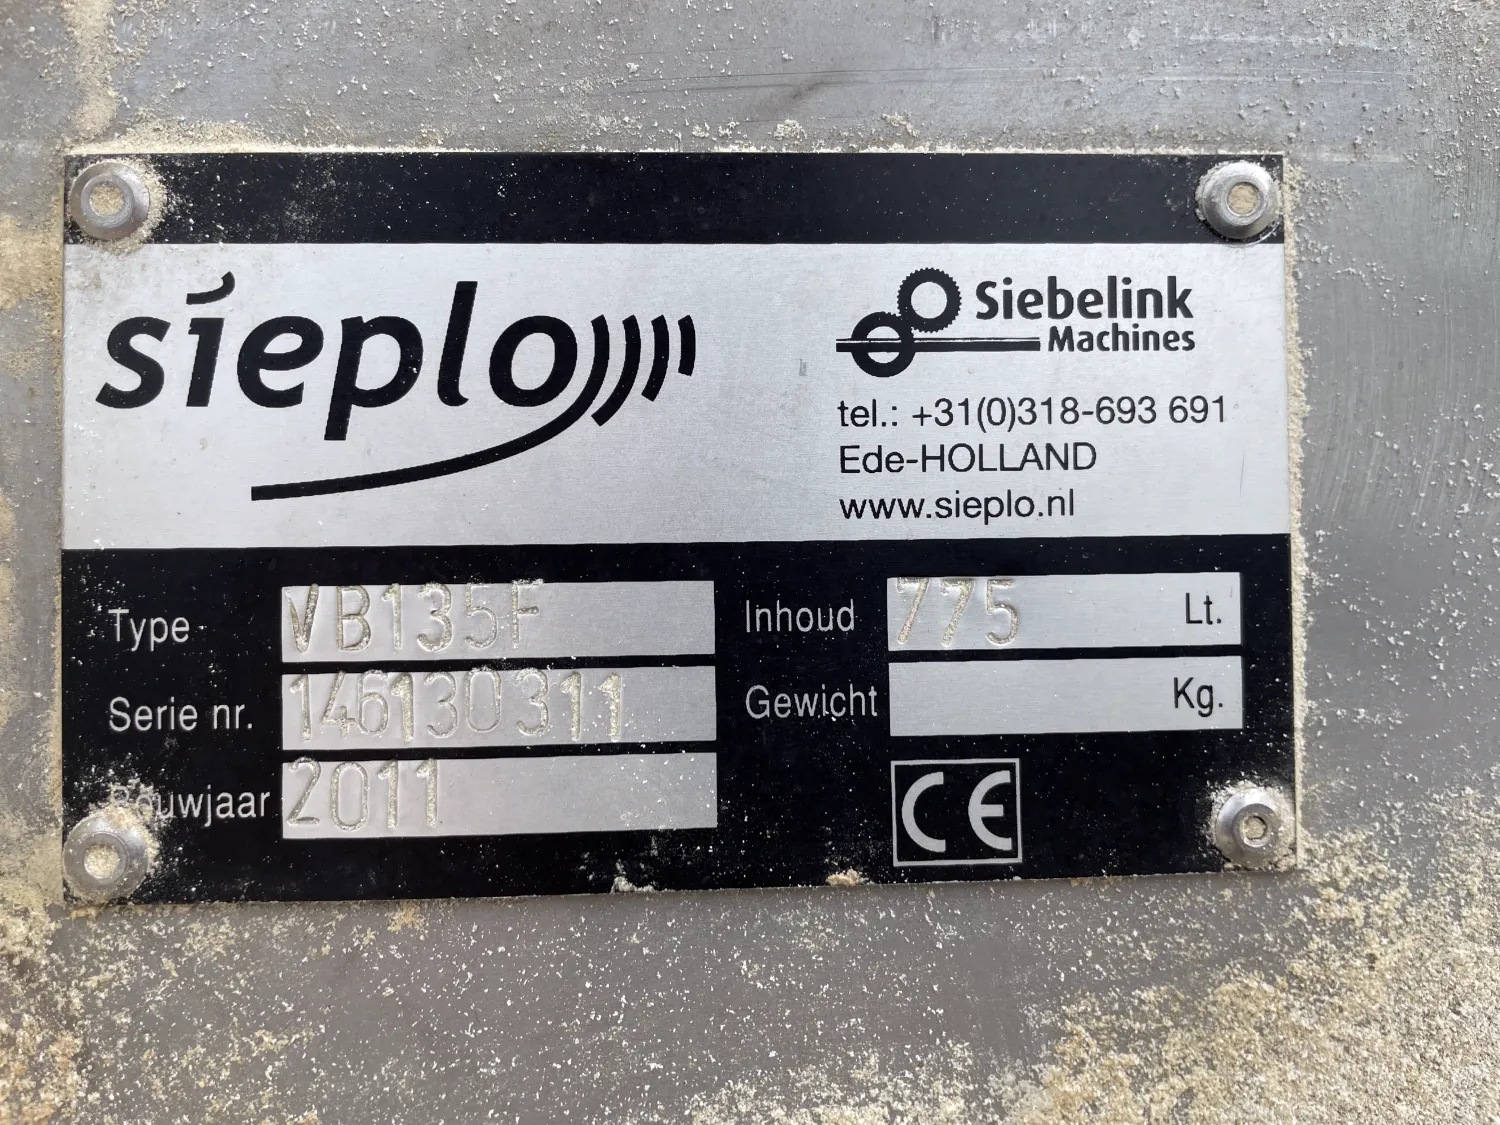 sieplo
Siebelink
Machines
tel.: +31(0)318-693 691
Ede-HOLLAND
www.sieplo.nl
Type VB135F
Inhoud 775 Lt.
Serie nr. 146130311
Gewicht Kg.
Bouwjaar 2011
CE